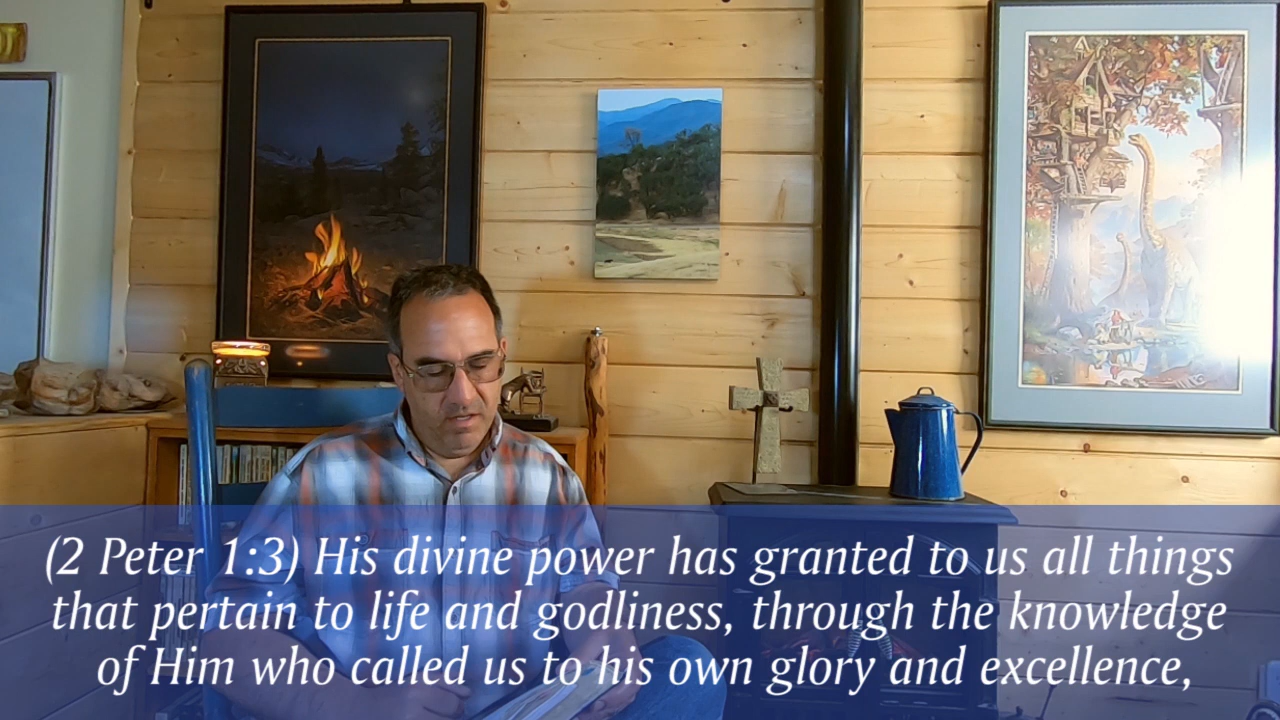 (2 Peter 1:3) His divine power has granted to us all things
that pertain to life and godliness, through the knowledge
of Him who called us to his own glory and excellence,